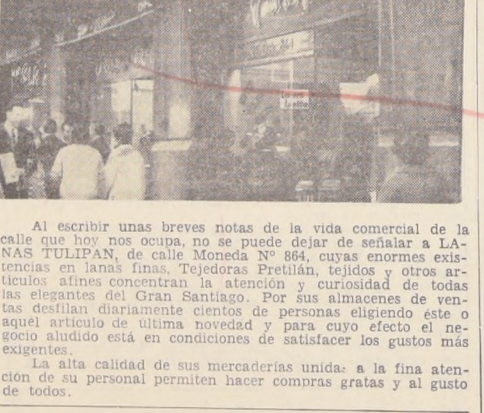 Al escribir unas breves notas de la vida comercial de la
calle que hoy nos ocupa, no se puede dejar de señalar a LA-
NAS TULIPAN, de calle Moneda Nº 864, cuyas enormes exis-
tencias en lanas finas, Tejedoras Pretilán, tejidos y otros ar-
tículos afines concentran la atención y curiosidad de todas
las elegantes del Gran Santiago. Por sus almacenes de ven-
tas desfilan diariamente cientos de personas eligiendo éste o
aquél artículo de última novedad y para cuyo efecto el ne-
gocio aludido está en condiciones de satisfacer los gustos más
exigentes.
La alta calidad de sus mercaderías unida a la fina aten-
ción de su personal permiten hacer compras gratas y al gusto
de todos.